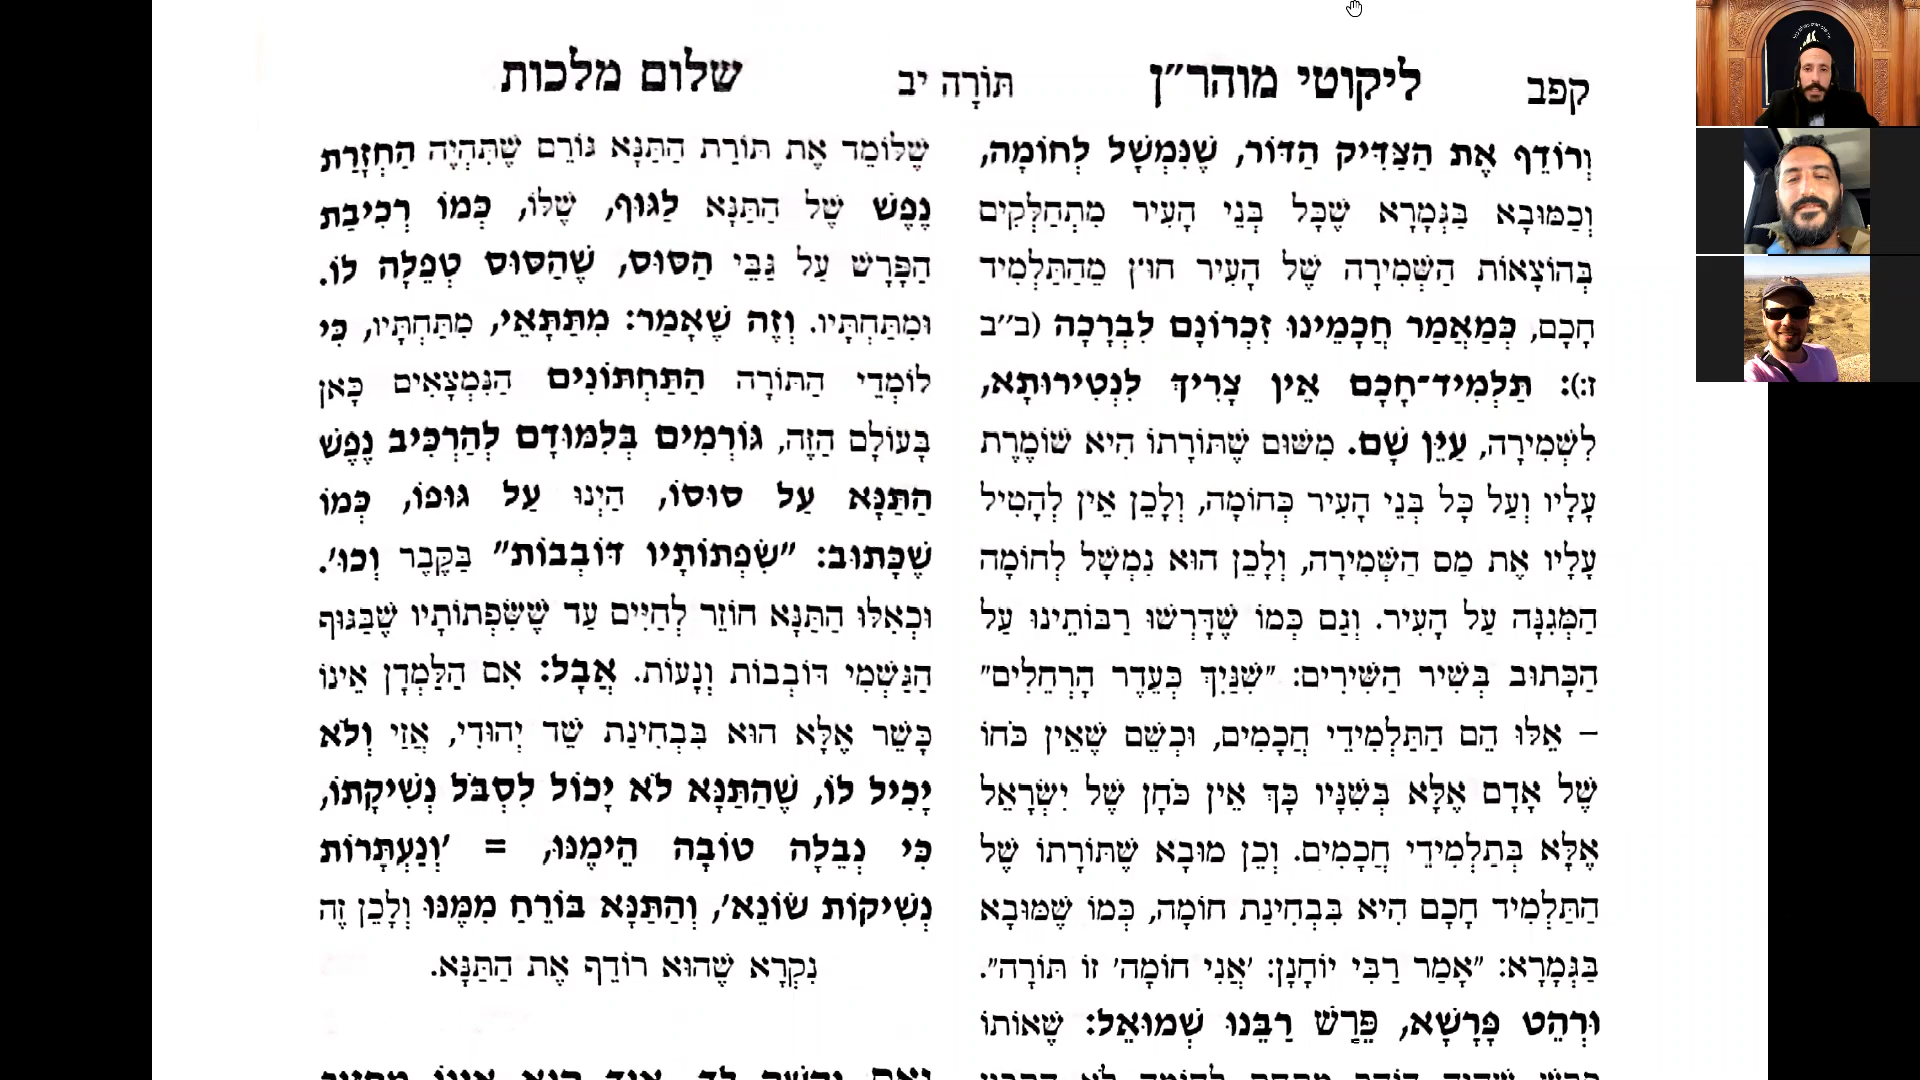 קפב ליקוטי מוהר״ן תּוֹרָה יב שלום מלכות
וְרוֹדֵף אֶת הַצַּדִּיק הַדּוֹר, שֶׁנִּמְשָׁל לְחוֹמָה,
וְכַמּוּבָא בַּגְּמָרָא שֶׁכָּל בְּנֵי הָעִיר מִתְחַלְּקִים
בְּהוֹצָאוֹת הַשְּׁמִירָה שֶׁל הָעִיר חוּץ מֵהַתַּלְמִיד
חָכָם, כְּמַאֲמַר חֲכָמֵינוּ זִכְרוֹנָם לִבְרָכָה (ב״ב
ז:): תַּלְמִיד־חָכָם אֵין צָרִיךְ לִנְטִירוּתָא,
לִשְׁמִירָה, עַיֵּן שָׁם. מִשּׁוּם שֶׁתּוֹרָתוֹ הִיא שׁוֹמֶרֶת
עָלָיו וְעַל כָּל בְּנֵי הָעִיר כְּחוֹמָה, וְלָכֵן אֵין לְהָטִיל
עָלָיו אֶת מַס הַשְּׁמִירָה, וְלָכֵן הוּא נִמְשָׁל לְחוֹמָה
הַמְּגִנָּה עַל הָעִיר. וְגַם כְּמוֹ שֶׁדָּרְשׁוּ רַבּוֹתֵינוּ עַל
הַכָּתוּב בְּשִׁיר הַשִּׁירִים: ״שִׁנַּיִךְ כְּעֵדֶר הָרְחֵלִים״
– אֵלּוּ הֵם הַתַּלְמִידֵי חֲכָמִים, וּכְשֵׁם שֶׁאֵין כֹּחוֹ
שֶׁל אָדָם אֶלָּא בְּשִׁנָּיו כָּךְ אֵין כֹּחָן שֶׁל יִשְׂרָאֵל
אֶלָּא בְּתַלְמִידֵי חֲכָמִים. וְכֵן מוּבָא שֶׁתּוֹרָתוֹ שֶׁל
הַתַּלְמִיד חָכָם הִיא בִּבְחִינַת חוֹמָה, כְּמוֹ שֶׁמּוּבָא
בַּגְּמָרָא: ״אָמַר רַבִּי יוֹחָנָן: ׳אֲנִי חוֹמָה׳ זוֹ תּוֹרָה״.
וּרְהֵט פָּרָשָׁא, פֵּרַשׁ רַבֵּנוּ שְׁמוּאֵל: שֶׁאוֹתוֹ
שֶׁלּוֹמֵד אֶת תּוֹרַת הַתַּנָּא גּוֹרֵם שֶׁתִּהְיֶה הַחְזָרַת
נֶפֶשׁ שֶׁל הַתַּנָּא לַגּוּף, שֶׁלּוֹ, כְּמוֹ רְכִיבַת
הַפָּרָשׁ עַל גַּבֵּי הַסּוּס, שֶׁהַסּוּס טְפֵלָה לוֹ.
וּמִתַּחְתָּיו. וְזֶה שֶׁאָמַר: מִתַּתָּאֵי, מִתַּחְתָּיו, כִּי
לוֹמְדֵי הַתּוֹרָה הַתַּחְתּוֹנִים הַנִּמְצָאִים כָּאן
בָּעוֹלָם הַזֶּה, גּוֹרְמִים בְּלִמּוּדָם לְהַרְכִּיב נֶפֶשׁ
הַתַּנָּא עַל סוּסוֹ, הַיְנוּ עַל גּוּפוֹ, כְּמוֹ
שֶׁכָּתוּב: ״שִׂפְתוֹתָיו דּוֹבְבוֹת״ בַּקֶּבֶר וְכוּ׳.
וּכְאִלּוּ הַתַּנָּא חוֹזֵר לְחַיִּים עַד שֶׁשִּׂפְתוֹתָיו שֶׁבַּגּוּף
הַגַּשְׁמִי דּוֹבְבוֹת וְנָעוֹת. אֲבָל: אִם הַלַּמְדָן אֵינוֹ
כָּשֵׁר אֶלָּא הוּא בִּבְחִינַת שֵׁד יְהוּדִי, אֲזַי וְלֹא
יָכִיל לוֹ, שֶׁהַתַּנָּא לֹא יָכוֹל לִסְבֹּל נְשִׁיקָתוֹ,
כִּי נְבֵלָה טוֹבָה הֵימֶנּוּ, = ׳וְנַעְתָּרוֹת
נְשִׁיקוֹת שׂוֹנֵא׳, וְהַתַּנָּא בּוֹרֵחַ מִמֶּנּוּ וְלָכֵן זֶה
נִקְרָא שֶׁהוּא רוֹדֵף אֶת הַתַּנָּא.